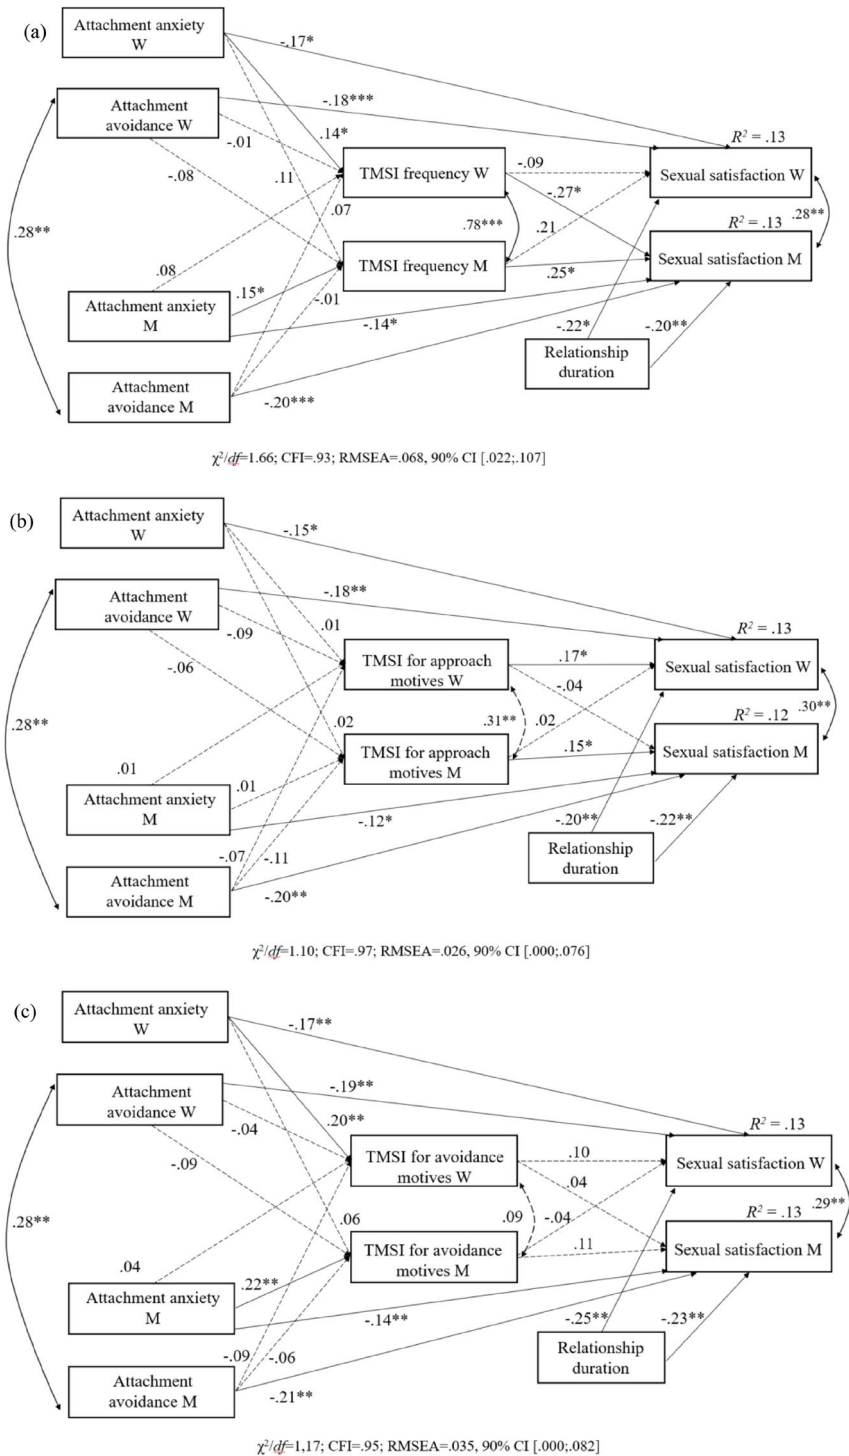 (a)
Attachment anxiety
W
-.17*
Attachment
avoidance W
-.18***
-.01
.14*
R² = .13
-.08
.11
TMSI frequency W
-.09
Sexual satisfaction W
-.27*
.07
.78***
.21
R² = .13
.28**
.28**
TMSI frequency M
Sexual satisfaction M
.08
.25*
.15*
-.01
Attachment anxiety
M
-.14*
-.22*
-.20**
Relationship
duration
Attachment
avoidance M
-.20***
χ²/df=1.66; CFI=.93; RMSEA=.068, 90% CI [.022;.107]
(b)
Attachment anxiety
W
-.15*
Attachment
avoidance W
-.18**
-.09
.01
R² = .13
-.06
TMSI for approach
motives W
.17*
Sexual satisfaction W
-.04
.28**
.02
.31**
.02
R² = .12
.30**
TMSI for approach
motives M
.15*
Sexual satisfaction M
.01
.01
Attachment anxiety
M
-.12*
-.20**
-.22**
Relationship
duration
-.07
-.11
Attachment
avoidance M
-.20**
χ²/df=1.10; CFI=.97; RMSEA=.026, 90% CI [.000;.076]
(c)
Attachment anxiety
W
-.17**
Attachment
avoidance W
-.19**
-.04
.20**
R² = .13
-.09
TMSI for avoidance
motives W
.10
Sexual satisfaction W
.04
.28**
.06
.09
-.04
R² = .13
.29**
TMSI for avoidance
motives M
.11
Sexual satisfaction M
.04
.22**
Attachment anxiety
M
-.14**
-.25**
-.23**
Relationship
duration
-.09
-.06
Attachment
avoidance M
-.21**
χ²/df=1,17; CFI=.95; RMSEA=.035, 90% CI [.000;.082]